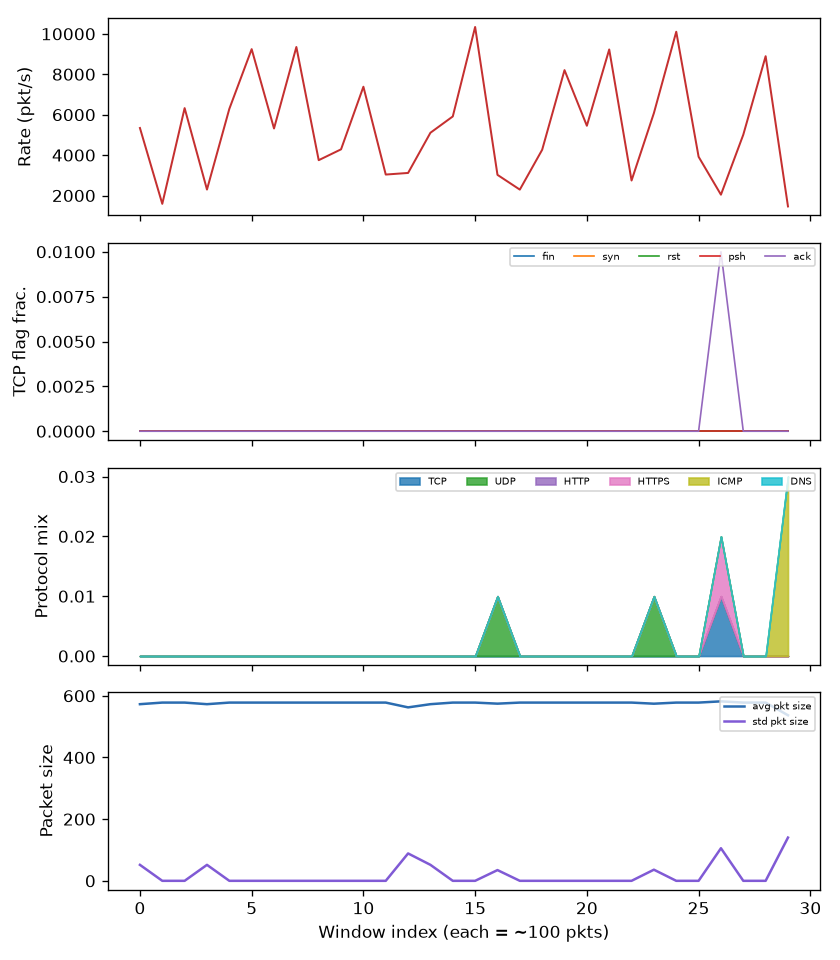 10000
8000
6000
4000
2000
Rate (pkt/s)
fin syn rst psh ack
0.0100
0.0075
0.0050
0.0025
0.0000
TCP flag frac.
TCP UDP HTTP HTTPS ICMP DNS
0.03
0.02
0.01
0.00
Protocol mix
avg pkt size
std pkt size
600
400
200
0
Packet size
0 5 10 15 20 25 30
Window index (each = ~100 pkts)